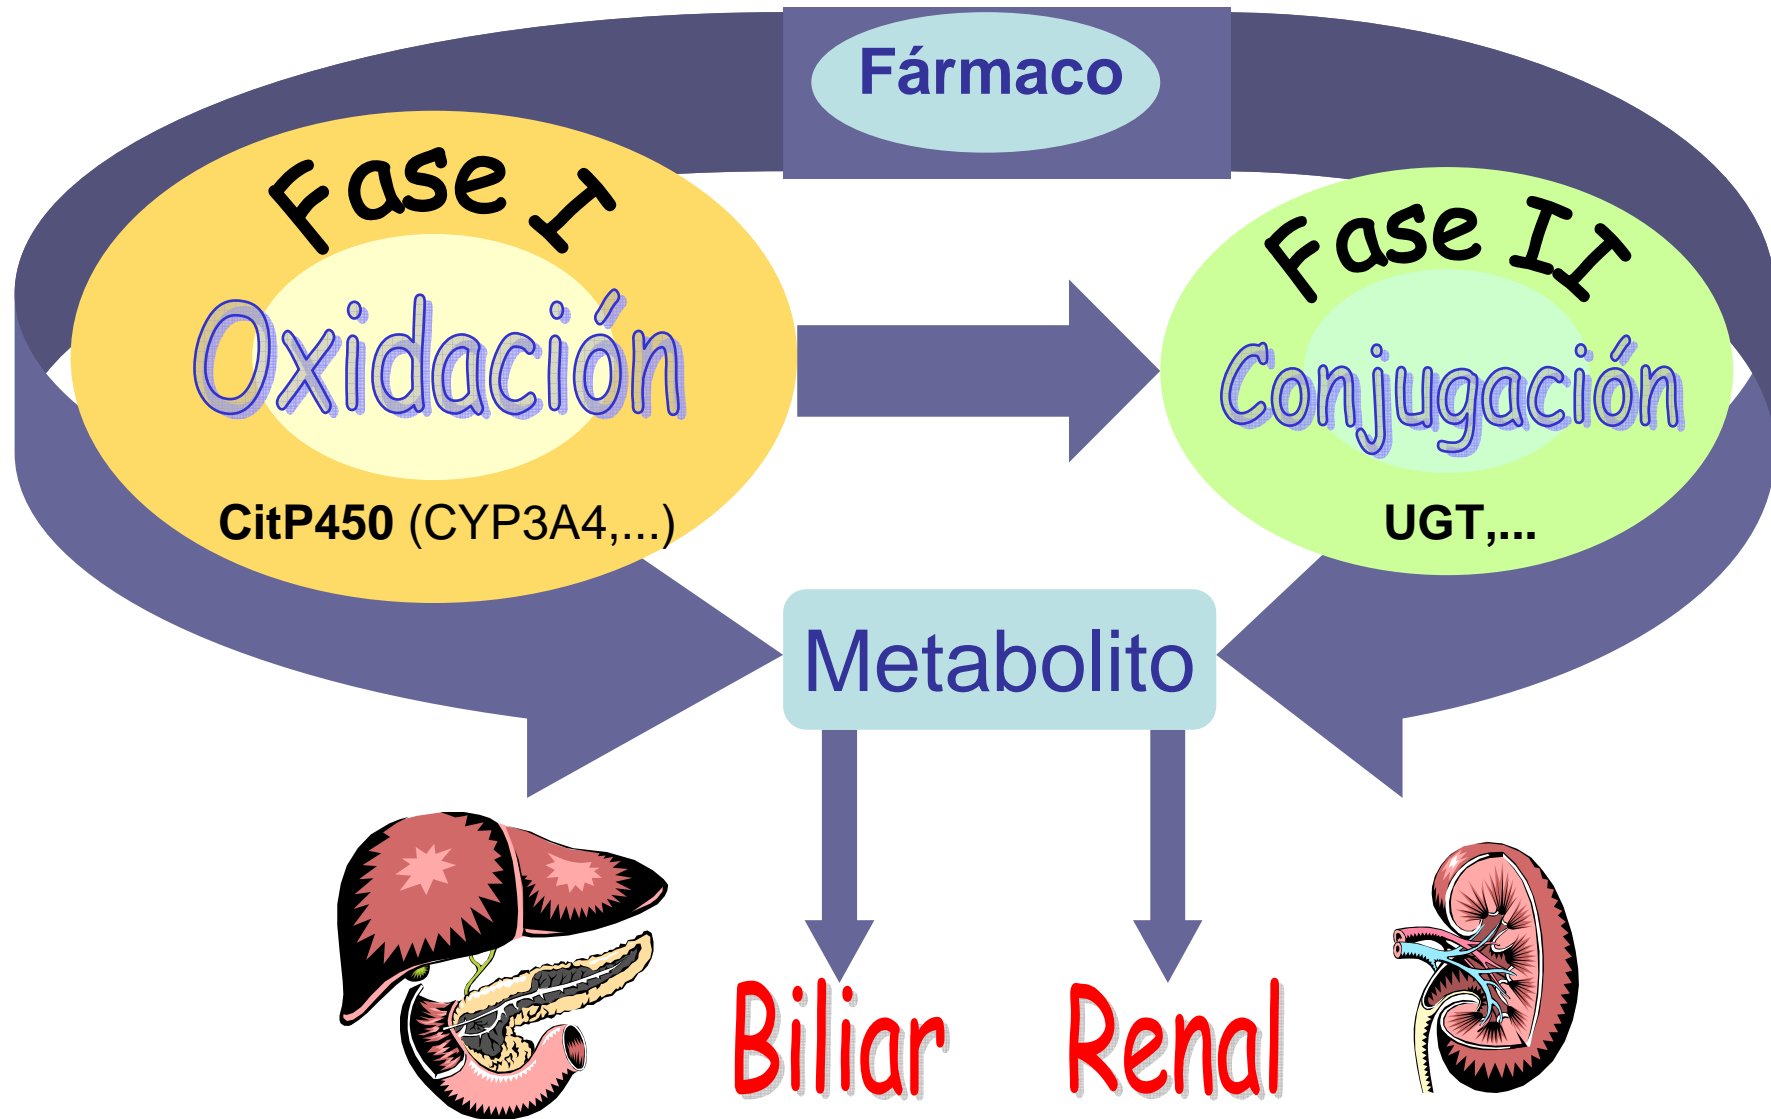 Fármaco
Fase I
Oxidación
CitP450 (CYP3A4,...)
Fase II
Conjugación
UGT,...
Metabolito
Biliar
Renal